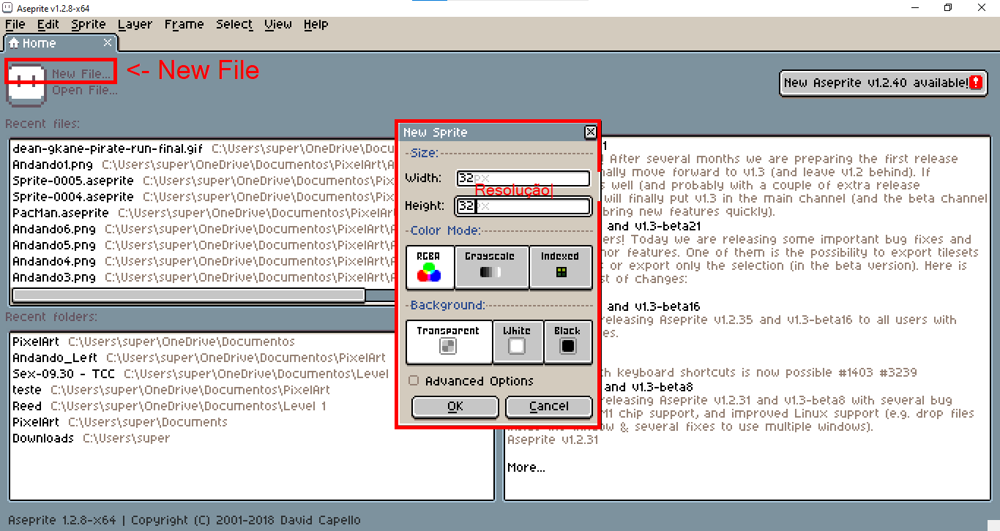 Aseprite v1.2.8-x64
File Edit Sprite Layer Frame Select View Help
Home
New File...
<- New File
Open File...
New Aseprite v1.2.40 available!
Recent files:
dean-gkane-pirate-run-final.gif C:\Users\super\OneDrive\Docu
Andando1.png C:\Users\super\OneDrive\Documentos\PixelArt\A
Sprite-0005.aseprite C:\Users\super\OneDrive\Documentos\Pix
Sprite-0004.aseprite C:\Users\super\OneDrive\Documentos\Pix
PacMan.aseprite C:\Users\super\OneDrive\Documentos\PixelArt
Andando6.png C:\Users\super\OneDrive\Documentos\PixelArt\A
Andando5.png C:\Users\super\OneDrive\Documentos\PixelArt\A
Andando4.png C:\Users\super\OneDrive\Documentos\PixelArt\A
Andando3.png C:\Users\super\OneDrive\Documentos\PixelArt\A
Recent folders:
PixelArt C:\Users\super\OneDrive\Documentos
Andando_Left C:\Users\super\OneDrive\Documentos\PixelArt
Sex-09.30 - TCC C:\Users\super\OneDrive\Documentos\Level
teste C:\Users\super\OneDrive\Documentos\PixelArt
Reed C:\Users\super\OneDrive\Documentos\Level 1
PixelArt C:\Users\super\Documents
Downloads C:\Users\super
New Sprite
Size:
Width: 32px
Resolução|
Height: 32px
Color Mode:
RGBA Grayscale Indexed
Background:
Transparent White Black
Advanced Options
OK Cancel
1
! After several months we are preparing the first release
ally move forward to v1.3 (and leave v1.2 behind). If
s well (and probably with a couple of extra release
will finally put v1.3 in the main channel (and the beta channel
bring new features quickly).
and v1.3-beta21
ers! Today we are releasing some important bug fixes and
nor features. One of them is the possibility to export tilesets
or export only the selection (in the beta version). Here is
st of changes:
and v1.3-beta16
eleasing Aseprite v1.2.35 and v1.3-beta16 to all users with
es.
th keyboard shortcuts is now possible #1403 #3239
and v1.3-beta8
eleasing Aseprite v1.2.31 and v1.3-beta8 with several bug
M1 chip support, and improved Linux support (e.g. drop files
window & several fixes to use multiple windows).
Aseprite v1.2.31
More...
Aseprite 1.2.8-x64 | Copyright (C) 2001-2018 David Capello